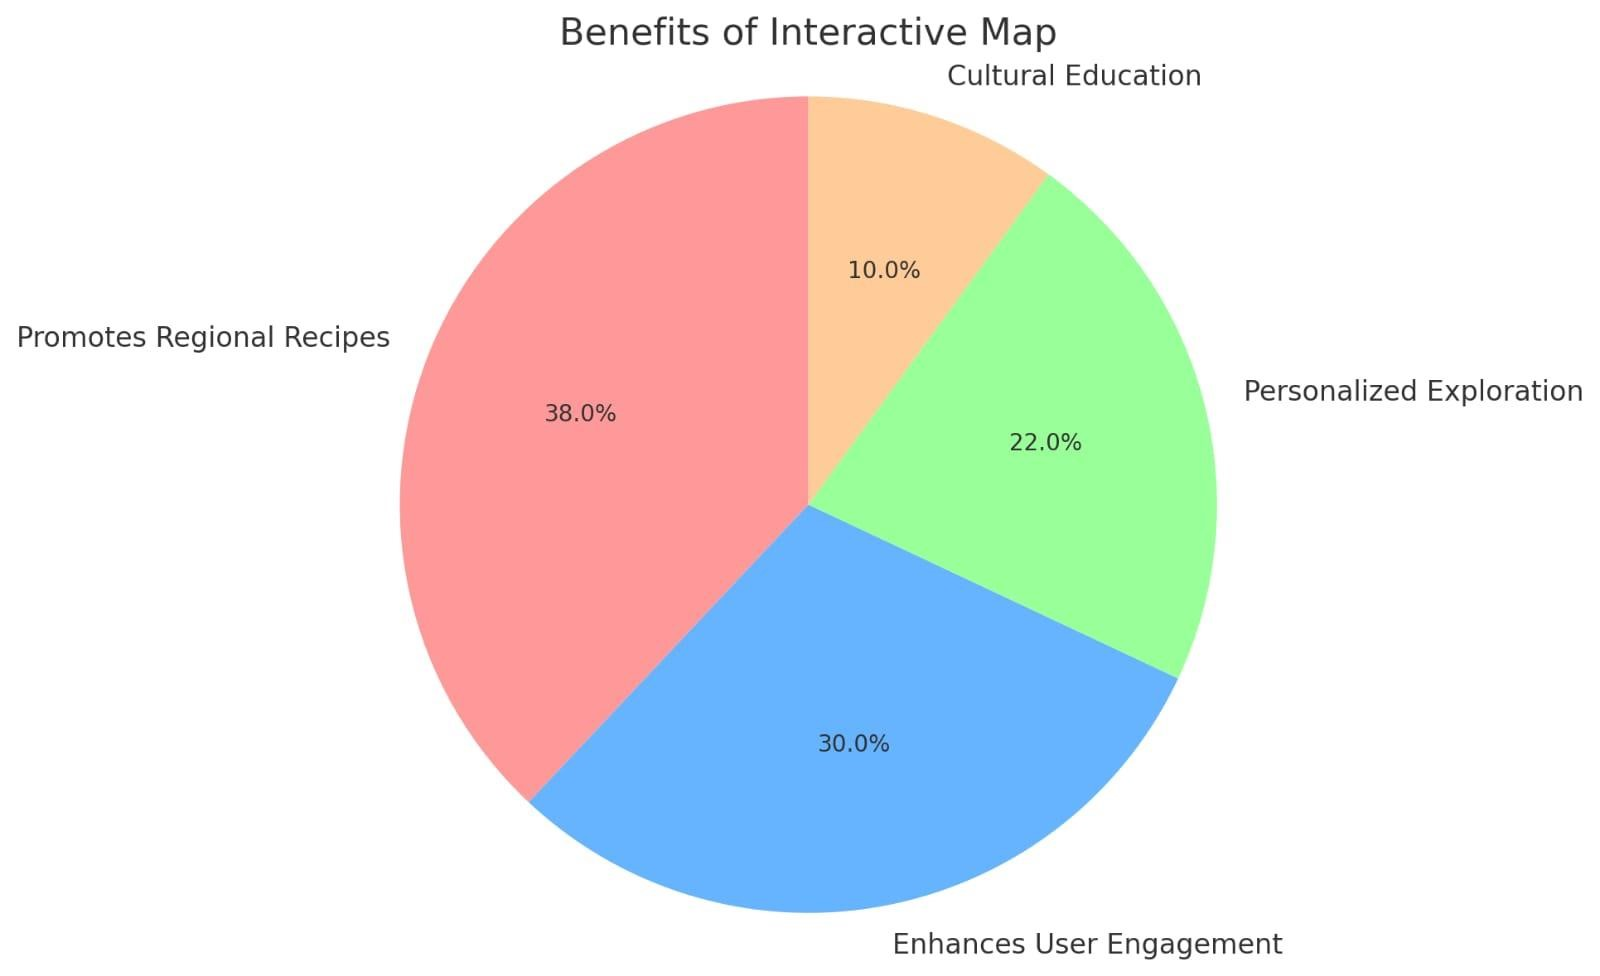 Benefits of Interactive Map
Cultural Education
10.0%
Promotes Regional Recipes
38.0%
Personalized Exploration
22.0%
30.0%
Enhances User Engagement